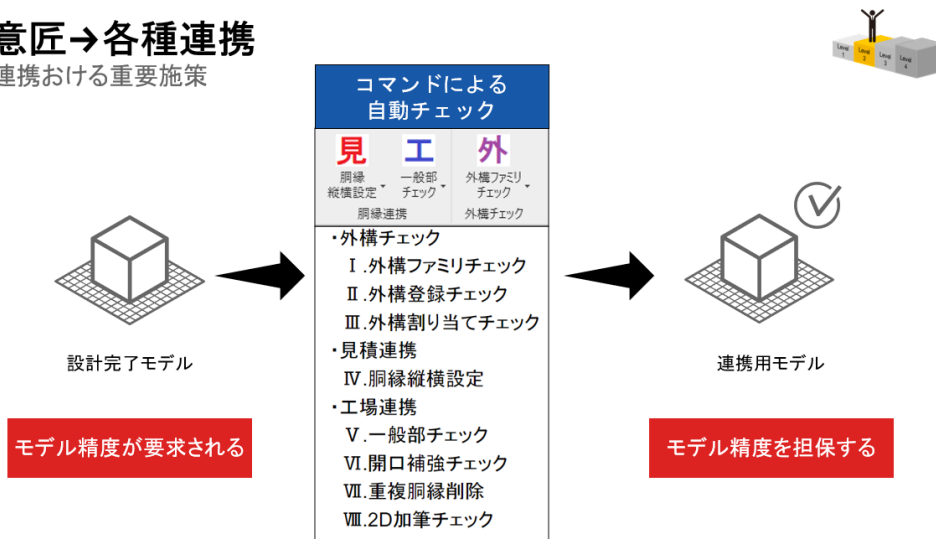 意匠→各種連携
連携おける重要施策
Level
1
Level
2
Level
3
Level
4
コマンドによる
自動チェック
見 工 外
胴縁
縦横設定
一般部
チェック
外構ファミリ
チェック
胴縁連携 外構チェック
・外構チェック
Ⅰ.外構ファミリチェック
Ⅱ.外構登録チェック
Ⅲ.外構割り当てチェック
・見積連携
Ⅳ.胴縁縦横設定
・工場連携
Ⅴ.一般部チェック
Ⅵ.開口補強チェック
Ⅶ.重複胴縁削除
Ⅷ.2D加筆チェック
設計完了モデル
モデル精度が要求される
連携用モデル
モデル精度を担保する